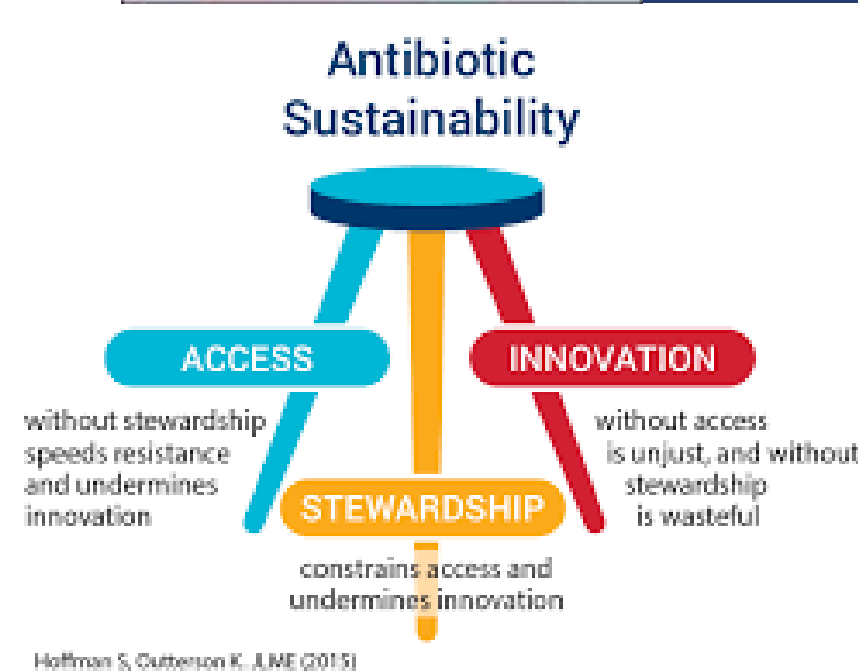 Antibiotic
Sustainability
ACCESS
without stewardship
speeds resistance
and undermines
innovation
INNOVATION
without access
is unjust, and without
stewardship
is wasteful
STEWARDSHIP
constrains access and
undermines innovation
Hoffman S, Outterson K. JLME (2015)